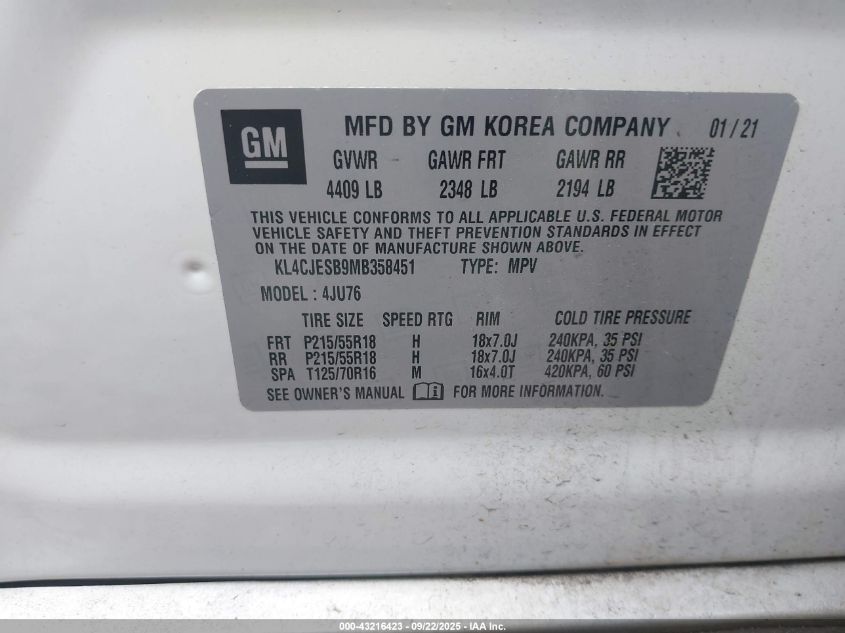 GM
MFD BY GM KOREA COMPANY 01/21
GVWR GAWR FRT GAWR RR
4409 LB 2348 LB 2194 LB
THIS VEHICLE CONFORMS TO ALL APPLICABLE U.S. FEDERAL MOTOR
VEHICLE SAFETY AND THEFT PREVENTION STANDARDS IN EFFECT
ON THE DATE OF MANUFACTURE SHOWN ABOVE.
KL4CJESB9MB358451 TYPE: MPV
MODEL : 4JU76
TIRE SIZE SPEED RTG RIM COLD TIRE PRESSURE
FRT P215/55R18 H 18x7.0J 240KPA, 35 PSI
RR P215/55R18 H 18x7.0J 240KPA, 35 PSI
SPA T125/70R16 M 16x4.0T 420KPA, 60 PSI
SEE OWNER'S MANUAL i FOR MORE INFORMATION.
000-43216423 - 09/22/2025 - IAA Inc.